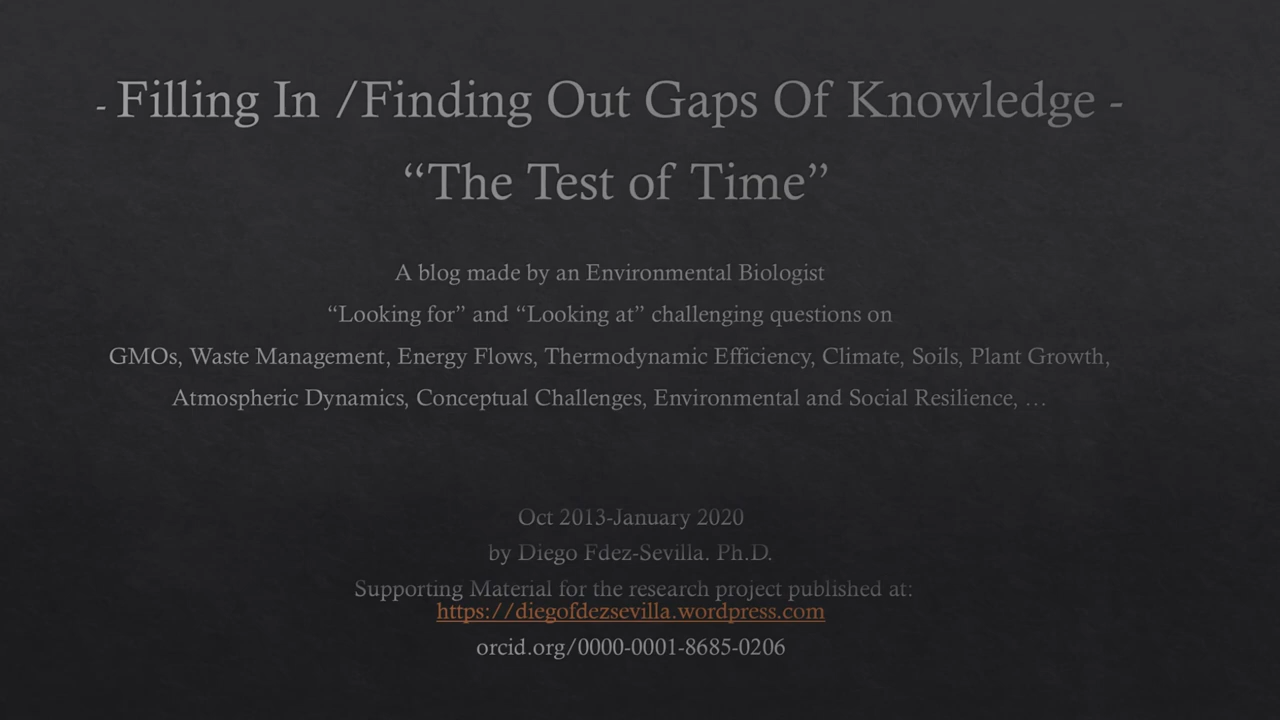 - Filling In /Finding Out Gaps Of Knowledge -
“The Test of Time”
A blog made by an Environmental Biologist
“Looking for” and “Looking at” challenging questions on
GMOs, Waste Management, Energy Flows, Thermodynamic Efficiency, Climate, Soils, Plant Growth,
Atmospheric Dynamics, Conceptual Challenges, Environmental and Social Resilience, …
Oct 2013-January 2020
by Diego Fdez-Sevilla. Ph.D.
Supporting Material for the research project published at:
https://diegofdezsevilla.wordpress.com
orcid.org/0000-0001-8685-0206